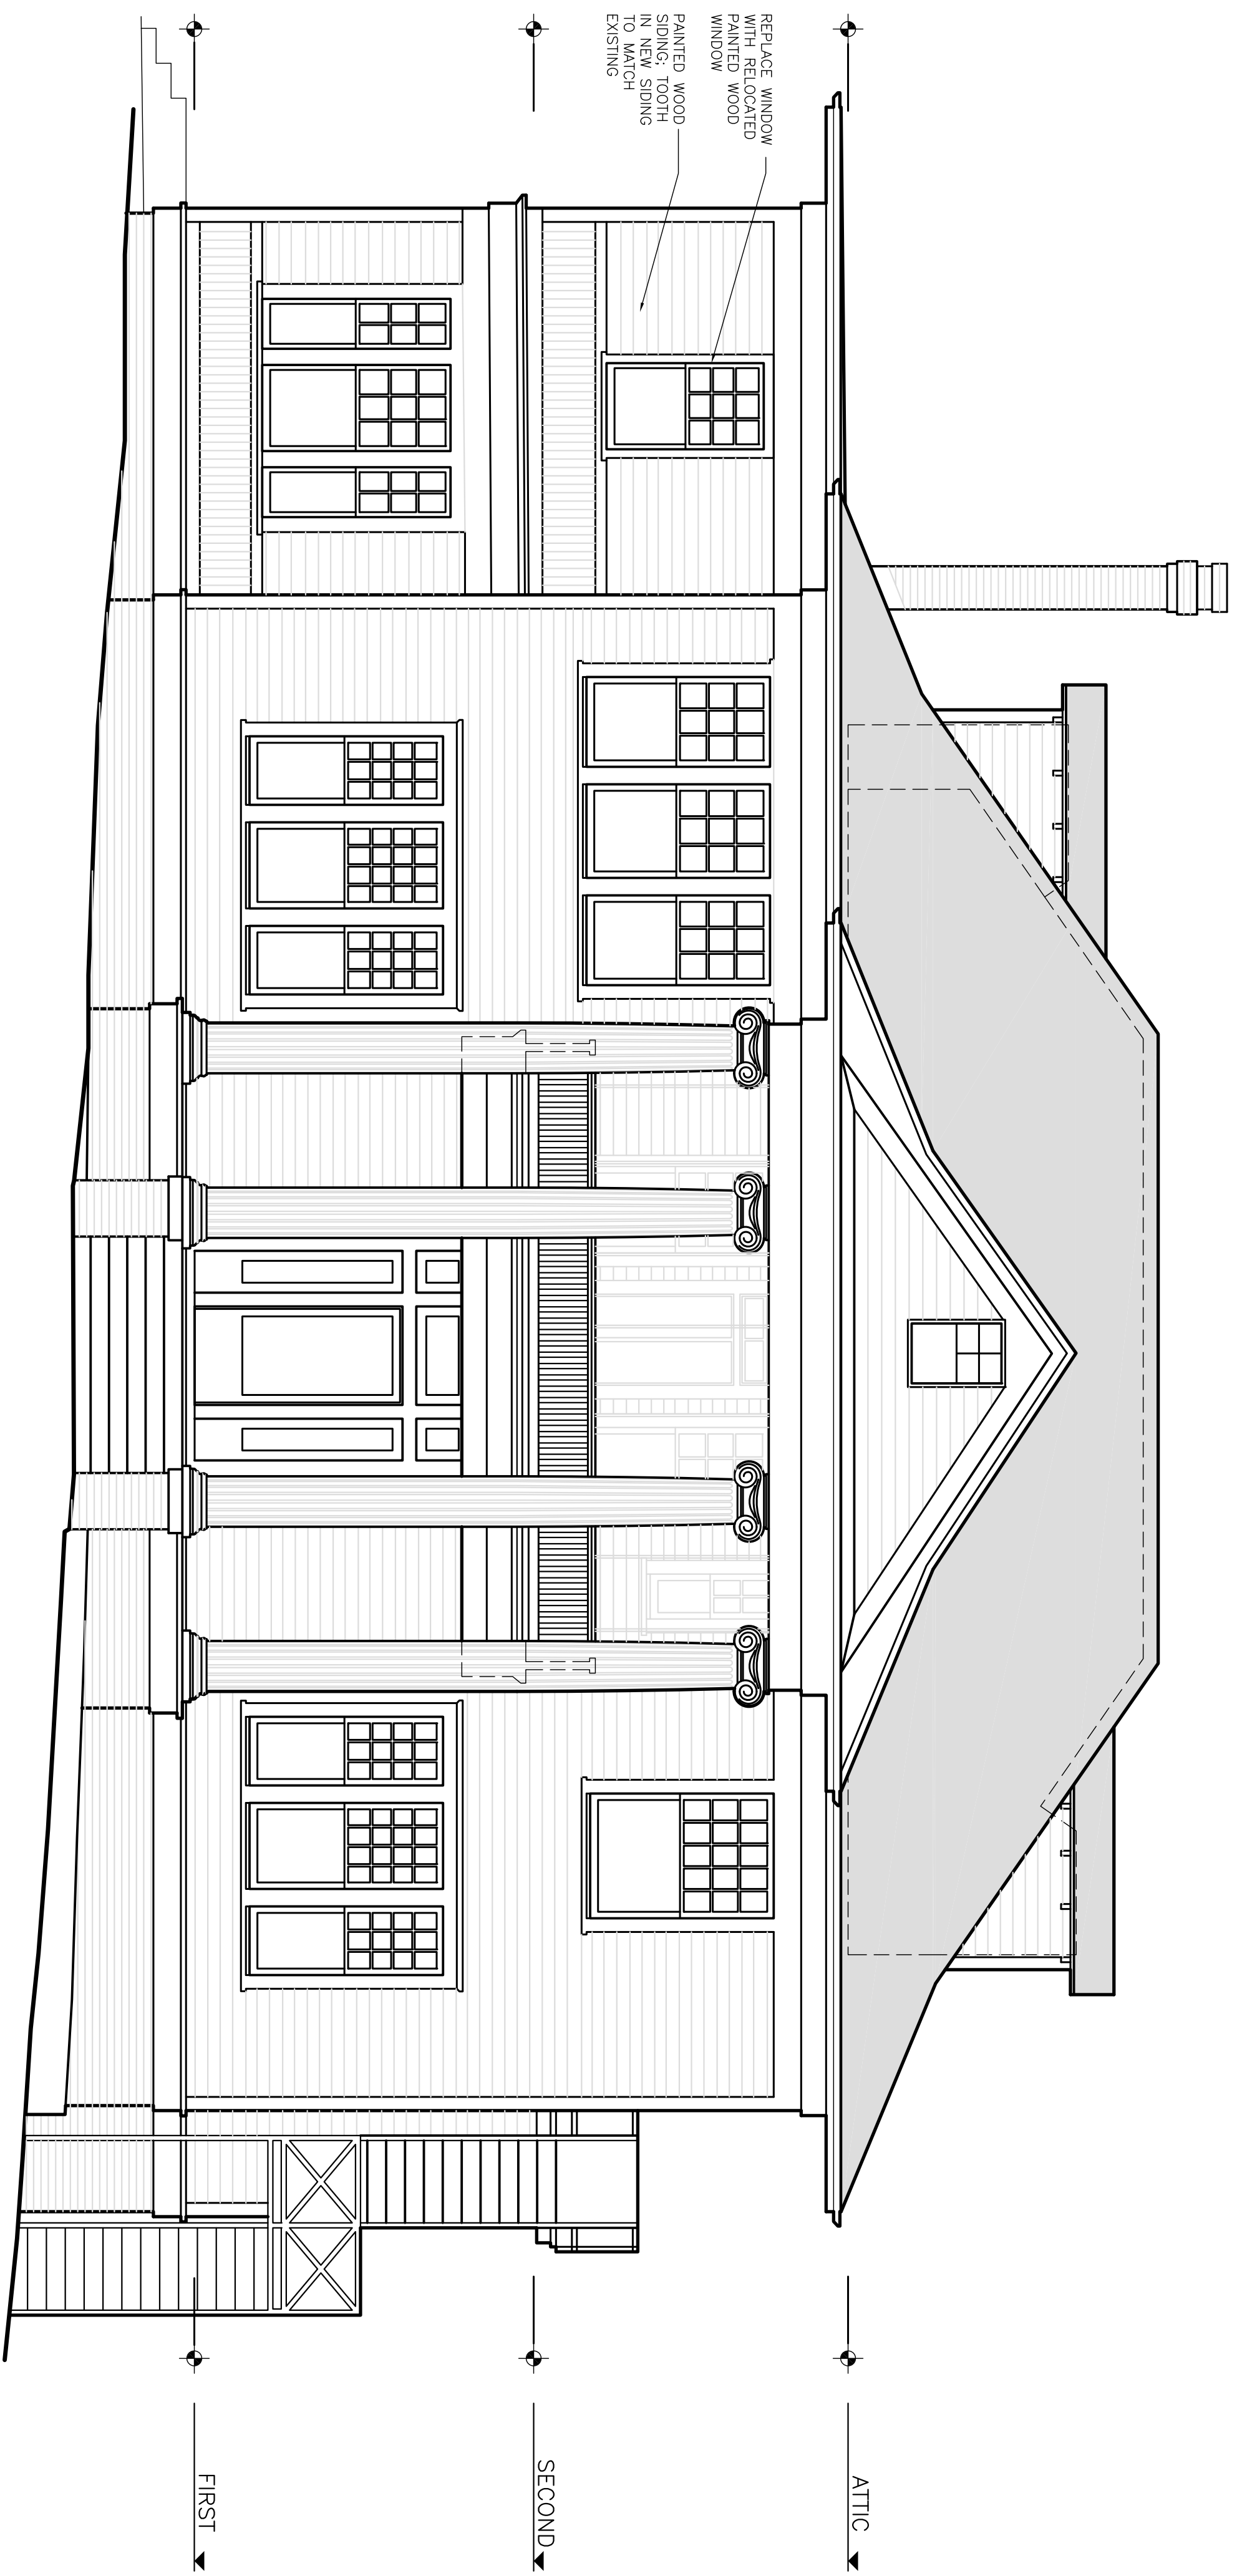 REPLACE WINDOW
WITH RELOCATED
PAINTED WOOD
WINDOW
PAINTED WOOD
SIDING; TOOTH
IN NEW SIDING
TO MATCH
EXISTING
ATTIC
SECOND
FIRST